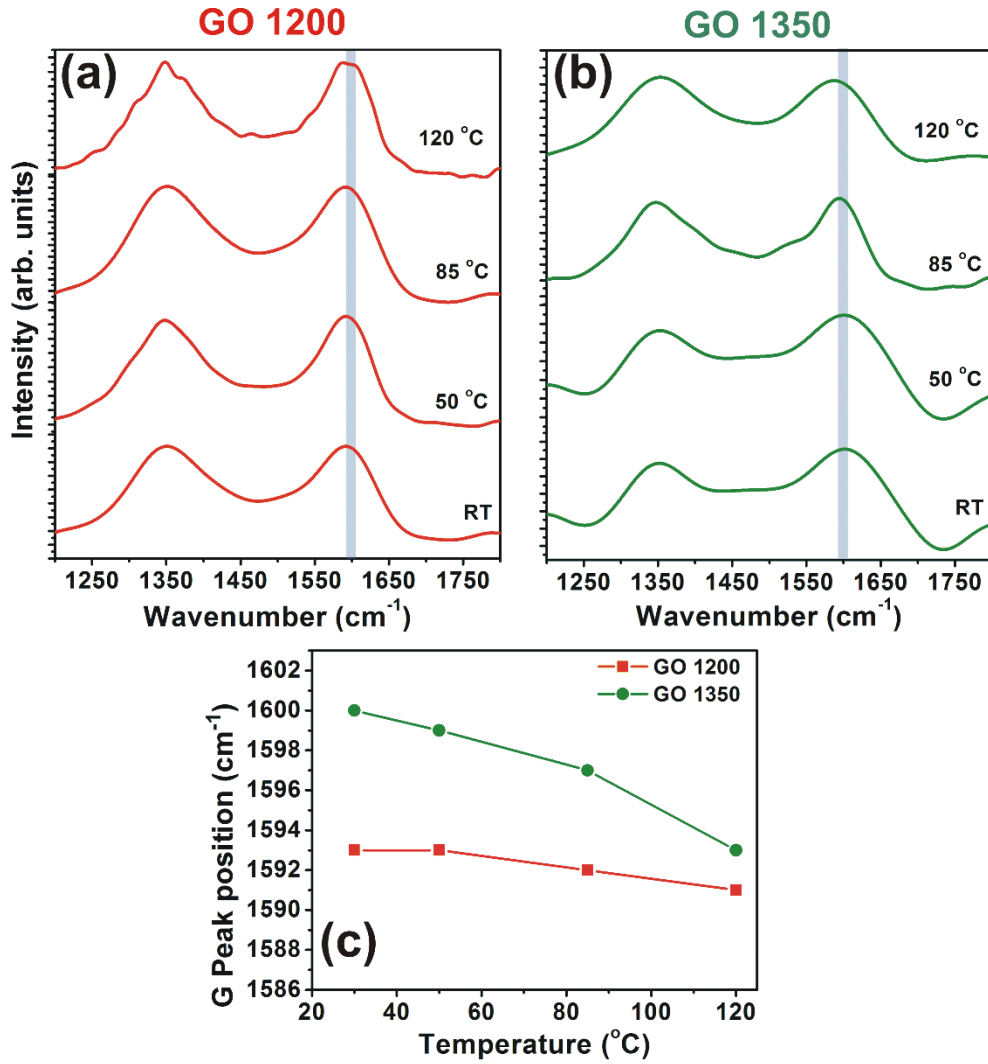 GO 1200
GO 1350
(a)
(b)
120 °C
85 °C
50 °C
RT
120 °C
85 °C
50 °C
RT
Intensity (arb. units)
1250 1350 1450 1550 1650 1750
1250 1350 1450 1550 1650 1750
Wavenumber (cm-1)
Wavenumber (cm-1)
GO 1200
GO 1350
1602
1600
1598
1596
1594
1592
1590
1588
1586
G Peak position (cm-1)
(c)
20 40 60 80 100 120
Temperature (°C)